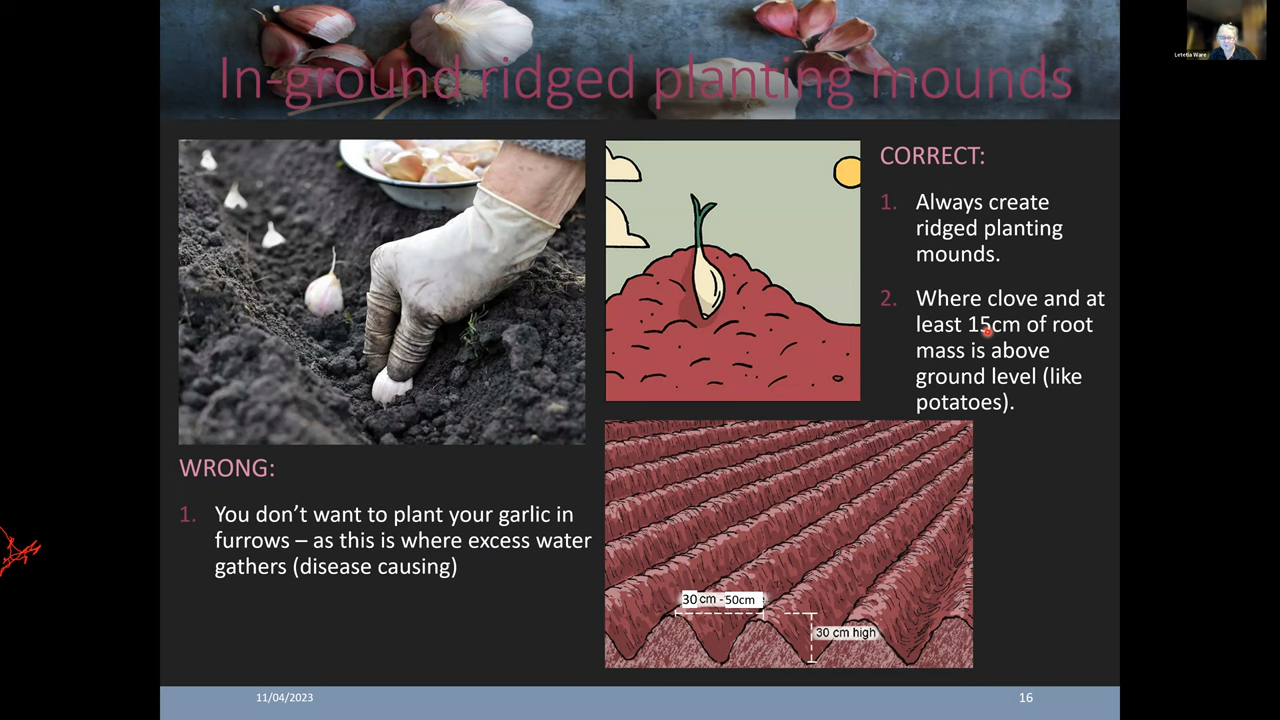 Letetia Ware
In-ground ridged planting mounds
CORRECT:
1. Always create
ridged planting
mounds.
2. Where clove and at
least 15cm of root
mass is above
ground level (like
potatoes).
WRONG:
1. You don’t want to plant your garlic in
furrows – as this is where excess water
gathers (disease causing)
30 cm - 50cm
30 cm high
11/04/2023
16